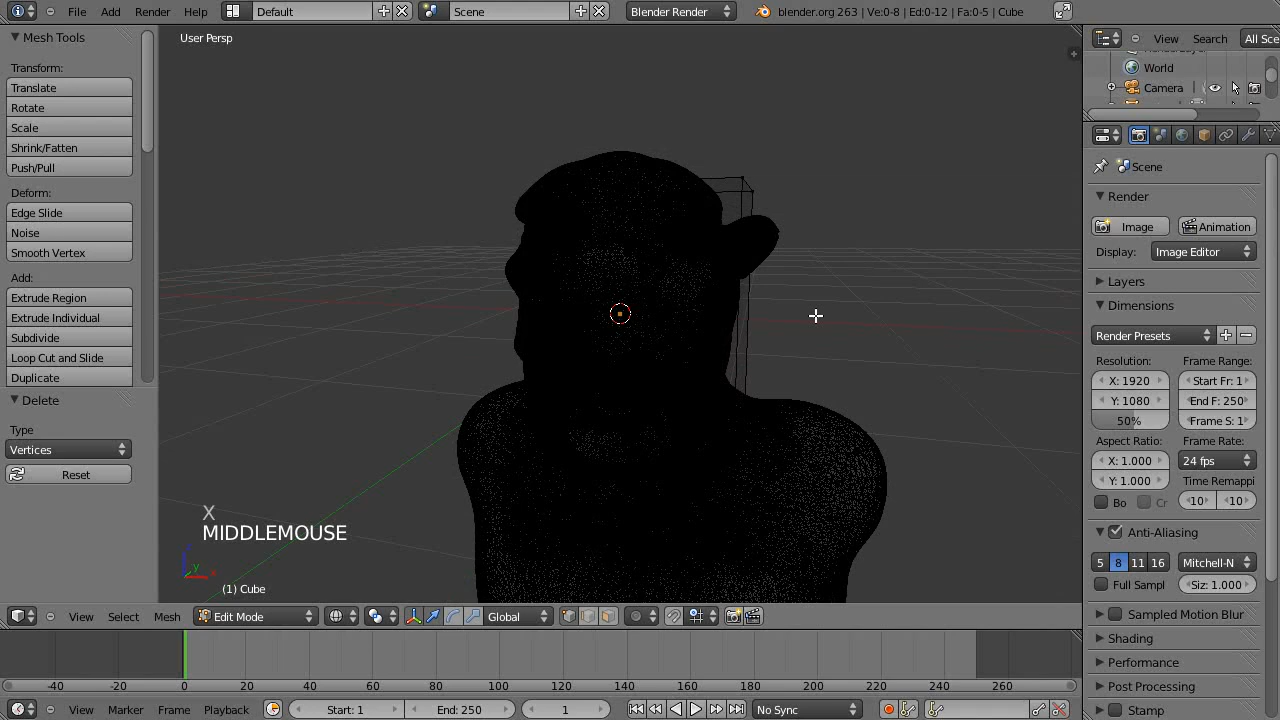 File Add Render Help Default Scene Blender Render blender.org 263 | Ve:0-8 | Ed:0-12 | Fa:0-5 | Cube
Mesh Tools
Transform:
Translate
Rotate
Scale
Shrink/Fatten
Push/Pull
Deform:
Edge Slide
Noise
Smooth Vertex
Add:
Extrude Region
Extrude Individual
Subdivide
Loop Cut and Slide
Duplicate
Delete
Type
Vertices
Reset
User Persp
X
MIDDLEMOUSE
z
y
x
(1) Cube
View Select Mesh Edit Mode Global
View Search All Sce
World
Camera
Scene
Render
Image Animation
Display: Image Editor
Layers
Dimensions
Render Presets
Resolution: Frame Range:
X: 1920 Start Fr: 1
Y: 1080 End F: 250
50% Frame S: 1
Aspect Ratio: Frame Rate:
X: 1.000 24 fps
Y: 1.000 Time Remappi
Bo Cr 10 10
Anti-Aliasing
5 8 11 16 Mitchell-N
Full Sampl Siz: 1.000
Sampled Motion Blur
Shading
Performance
Post Processing
Stamp
-40 -20 0 20 40 60 80 100 120 140 160 180 200 220 240 260
View Marker Frame Playback Start: 1 End: 250 1 No Sync